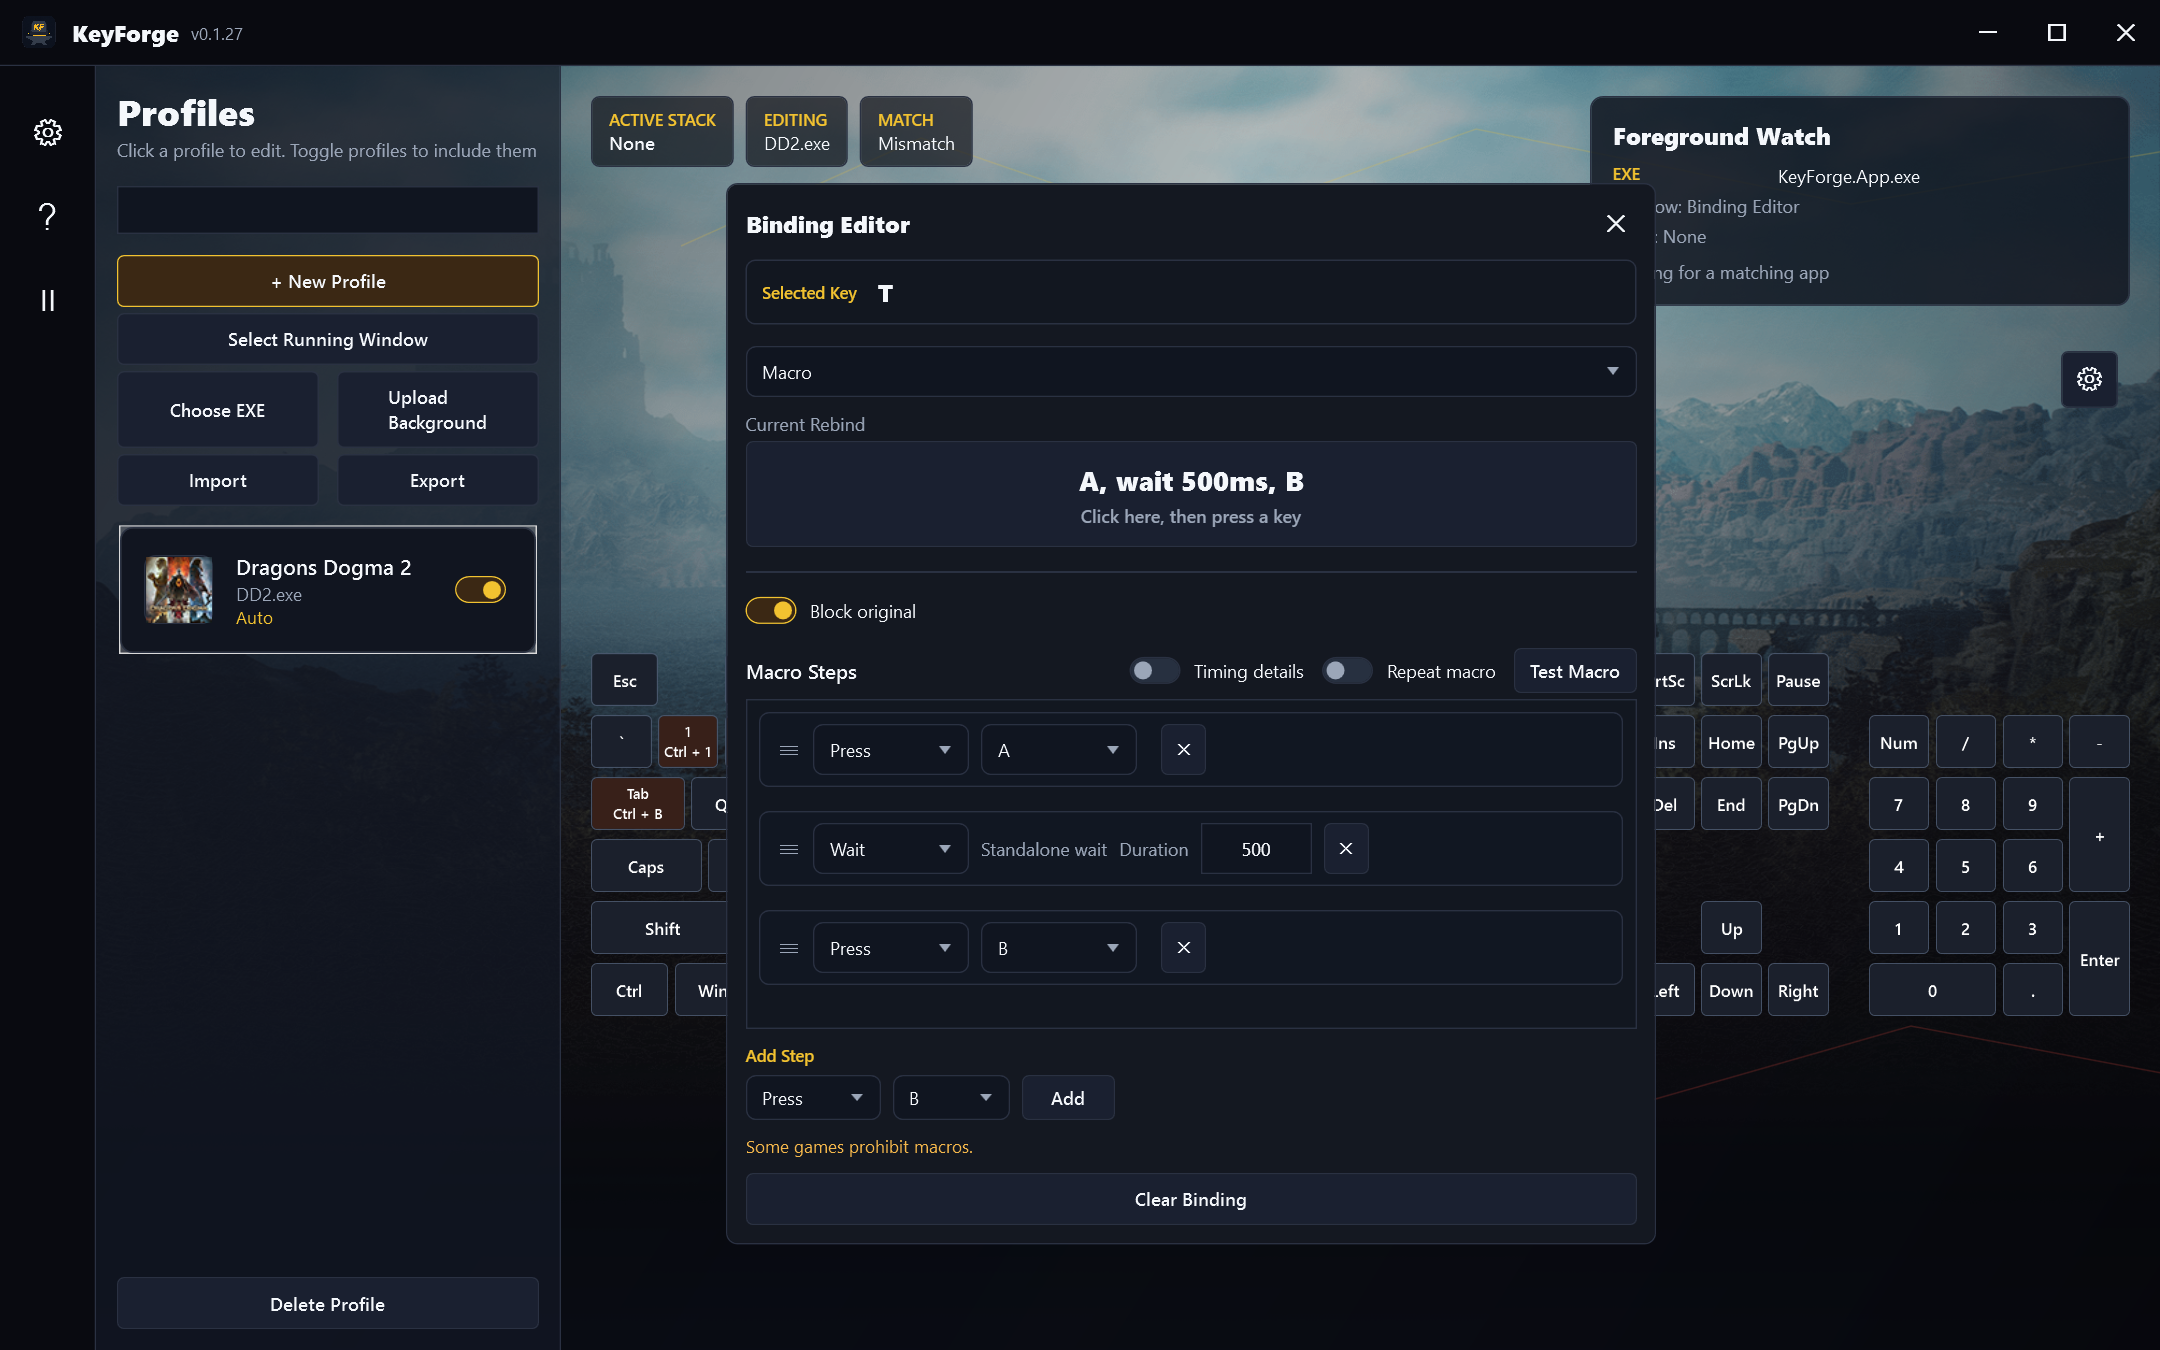 KF
KeyForge v0.1.27
Profiles
Click a profile to edit. Toggle profiles to include them
+ New Profile
Select Running Window
Choose EXE
Upload
Background
Import
Export
Dragons Dogma 2
DD2.exe
Auto
Delete Profile
ACTIVE STACK
None
EDITING
DD2.exe
MATCH
Mismatch
Foreground Watch
EXE KeyForge.App.exe
ow: Binding Editor
: None
ng for a matching app
Binding Editor
Selected Key T
Macro
Current Rebind
A, wait 500ms, B
Click here, then press a key
Block original
Macro Steps
Timing details
Repeat macro
Test Macro
Press A
Wait Standalone wait Duration 500
Press B
Add Step
Press B Add
Some games prohibit macros.
Clear Binding
Esc
rtSc ScrLk Pause
`
1
Ctrl + 1
Ins Home PgUp Num / * -
Tab
Ctrl + B
Q
Del End PgDn 7 8 9 +
Caps
4 5 6
Shift
Up 1 2 3 Enter
Ctrl Win
Left Down Right 0 .